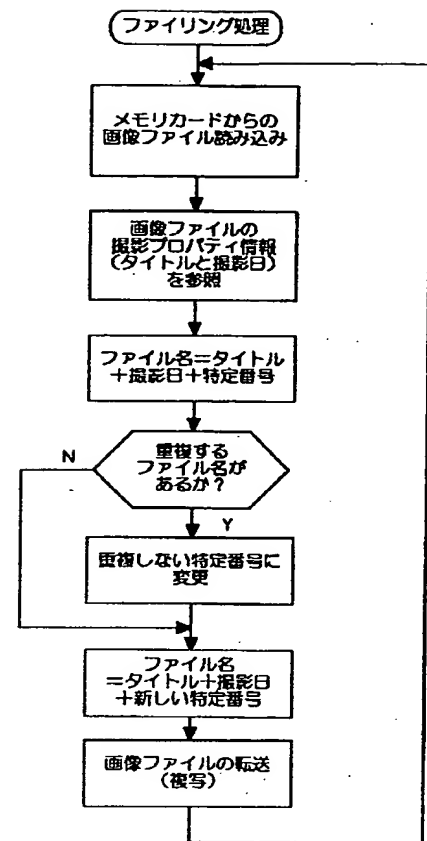 ファイリング処理
メモリカードからの
画像ファイル読み込み
画像ファイルの
撮影プロパティ情報
(タイトルと撮影日)
を参照
ファイル名=タイトル
+撮影日+特定番号
重複する
ファイル名が
あるか?
N
Y
重複しない特定番号に
変更
ファイル名
=タイトル+撮影日
+新しい特定番号
画像ファイルの転送
(複写)